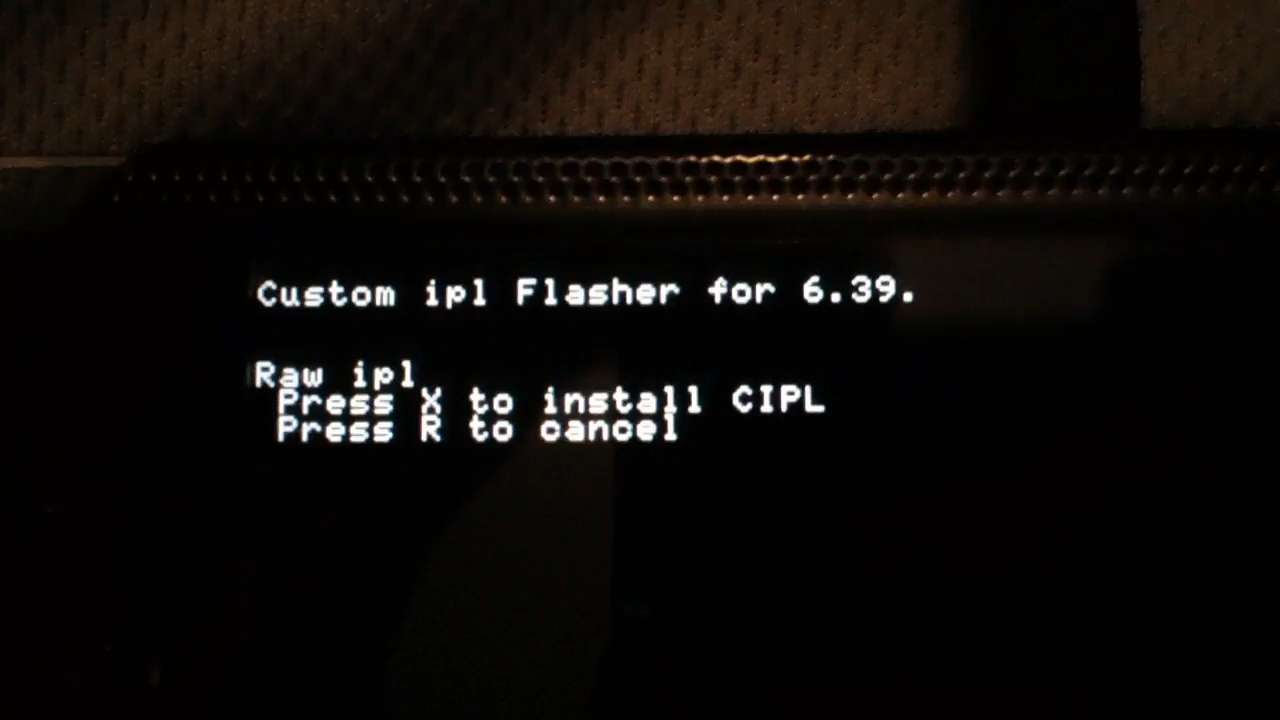 Custom ipl Flasher for 6.39.
Raw ipl
Press X to install CIPL
Press R to cancel